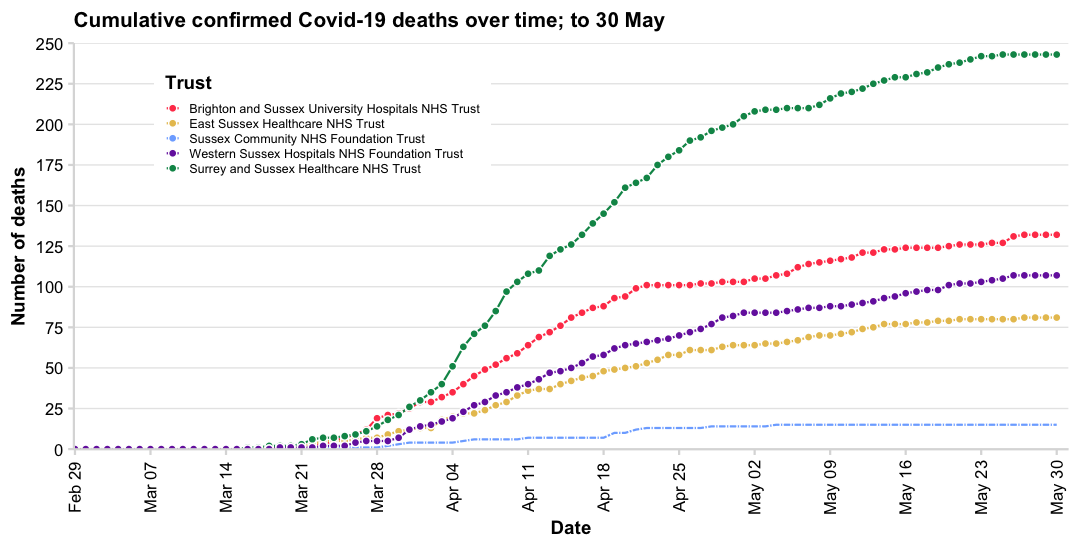 Cumulative confirmed Covid-19 deaths over time; to 30 May
Number of deaths
250
225
200
175
150
125
100
75
50
25
0
Trust
Brighton and Sussex University Hospitals NHS Trust
East Sussex Healthcare NHS Trust
Sussex Community NHS Foundation Trust
Western Sussex Hospitals NHS Foundation Trust
Surrey and Sussex Healthcare NHS Trust
Feb 29
Mar 07
Mar 14
Mar 21
Mar 28
Apr 04
Apr 11
Apr 18
Apr 25
May 02
May 09
May 16
May 23
May 30
Date